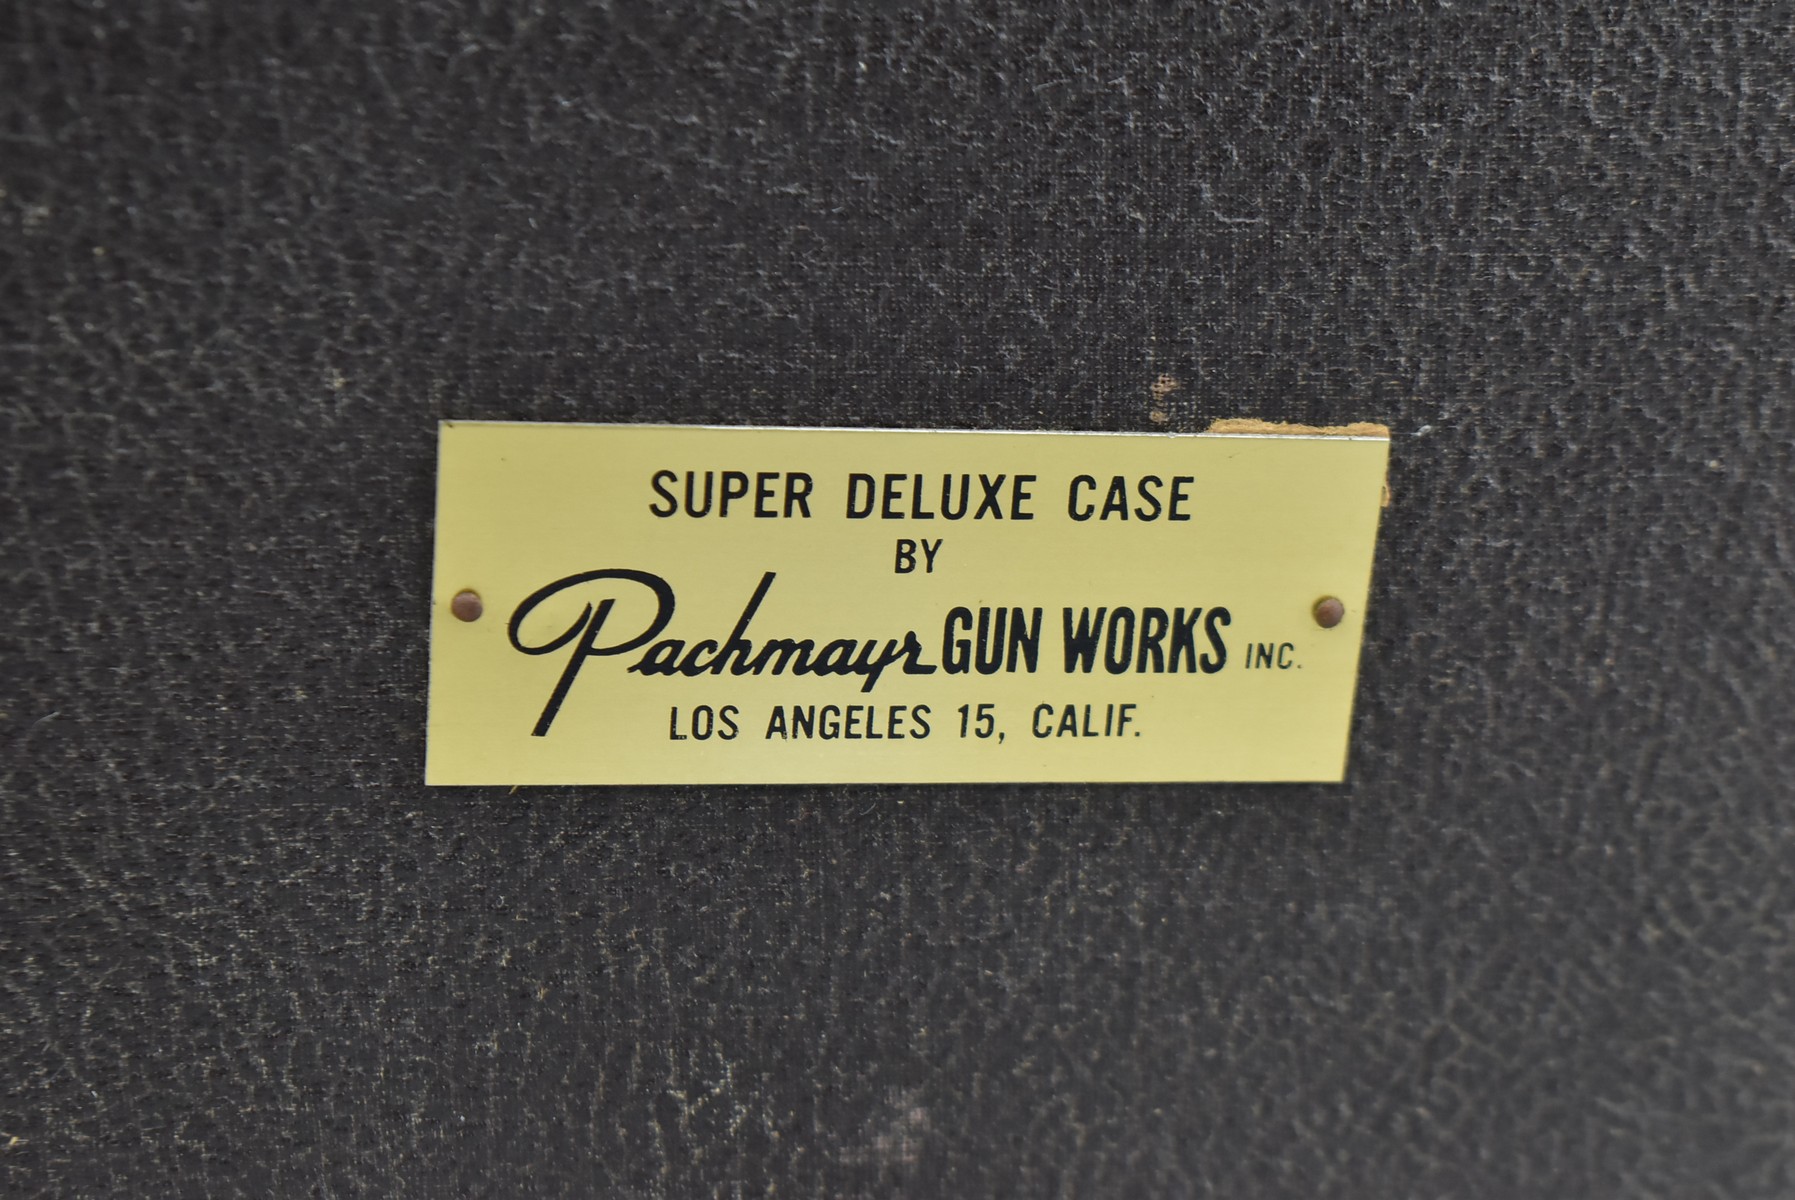 SUPER DELUXE CASE
BY
Pachmayr GUN WORKS INC.
LOS ANGELES 15, CALIF.